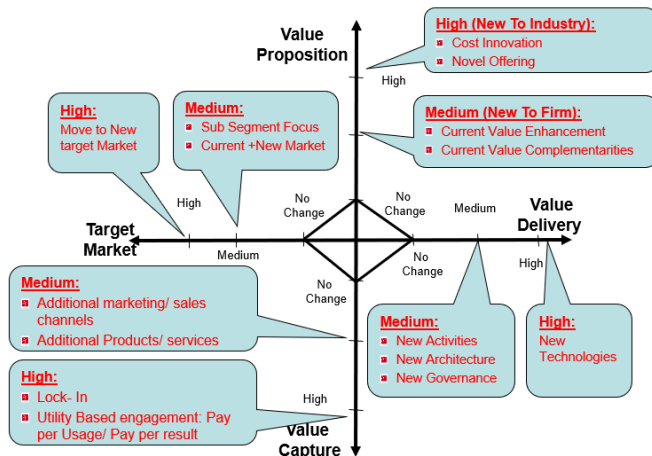 Value
Proposition
High (New To Industry):
Cost Innovation
Novel Offering
High
High:
Move to New
target Market
Medium:
Sub Segment Focus
Current +New Market
Medium (New To Firm):
Current Value Enhancement
Current Value Complementarities
High
No
Change
No
Change
Medium
Value
Delivery
Target
Market
Medium
No
Change
No
Change
High
Medium:
Additional marketing/ sales
channels
Additional Products/ services
Medium:
New Activities
New Architecture
New Governance
High:
New
Technologies
High:
Lock- In
Utility Based engagement: Pay
per Usage/ Pay per result
High
Value
Capture